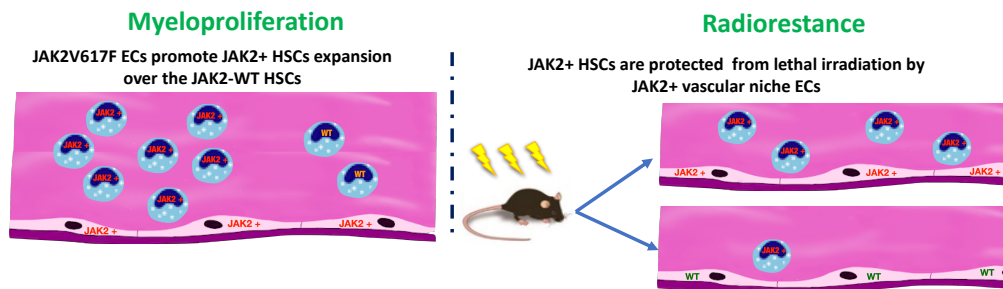 Myeloproliferation
JAK2V617F ECs promote JAK2+ HSCs expansion
over the JAK2-WT HSCs
JAK2 +
JAK2 +
JAK2 +
JAK2 +
JAK2 +
JAK2 +
JAK2 +
WT
WT
JAK2 +
JAK2 +
JAK2 +
Radiorestance
JAK2+ HSCs are protected from lethal irradiation by
JAK2+ vascular niche ECs
JAK2 +
JAK2 +
JAK2 +
JAK2 +
JAK2 +
JAK2 +
JAK2 +
JAK2 +
WT
WT
WT